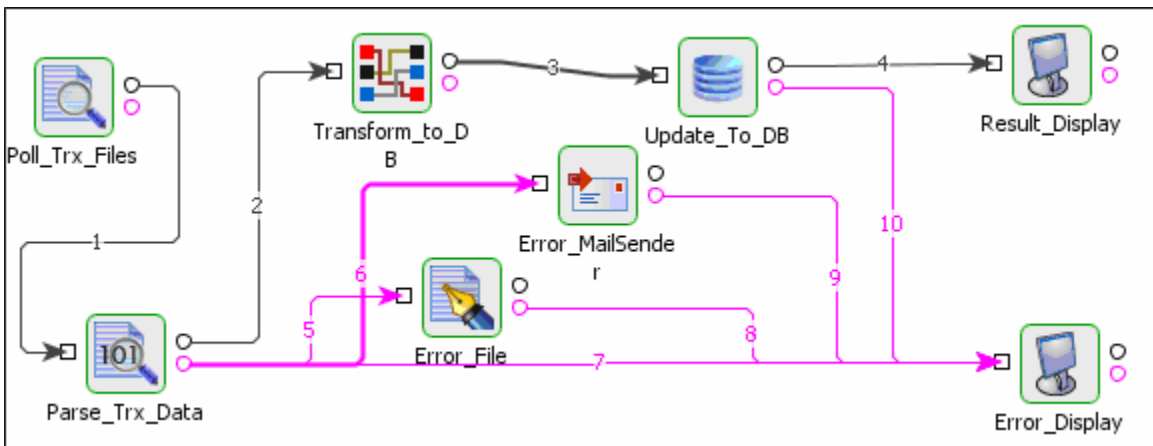 Poll_Trx_Files
Transform_to_D
B
3
Update_To_DB
4
Result_Display
2
1
Error_MailSende
r
10
6
9
5
Error_File
8
7
101
Parse_Trx_Data
Error_Display